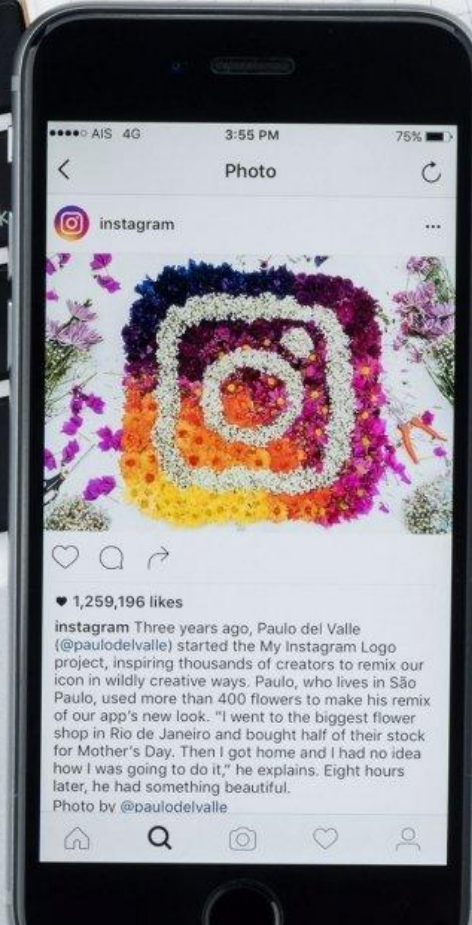 AIS 4G 3:55 PM 75%
Photo
instagram
1,259,196 likes
instagram Three years ago, Paulo del Valle
(@paulodelvalle) started the My Instagram Logo
project, inspiring thousands of creators to remix our
icon in wildly creative ways. Paulo, who lives in São
Paulo, used more than 400 flowers to make his remix
of our app's new look. "I went to the biggest flower
shop in Rio de Janeiro and bought half of their stock
for Mother's Day. Then I got home and I had no idea
how I was going to do it," he explains. Eight hours
later, he had something beautiful.
Photo by @paulodelvalle